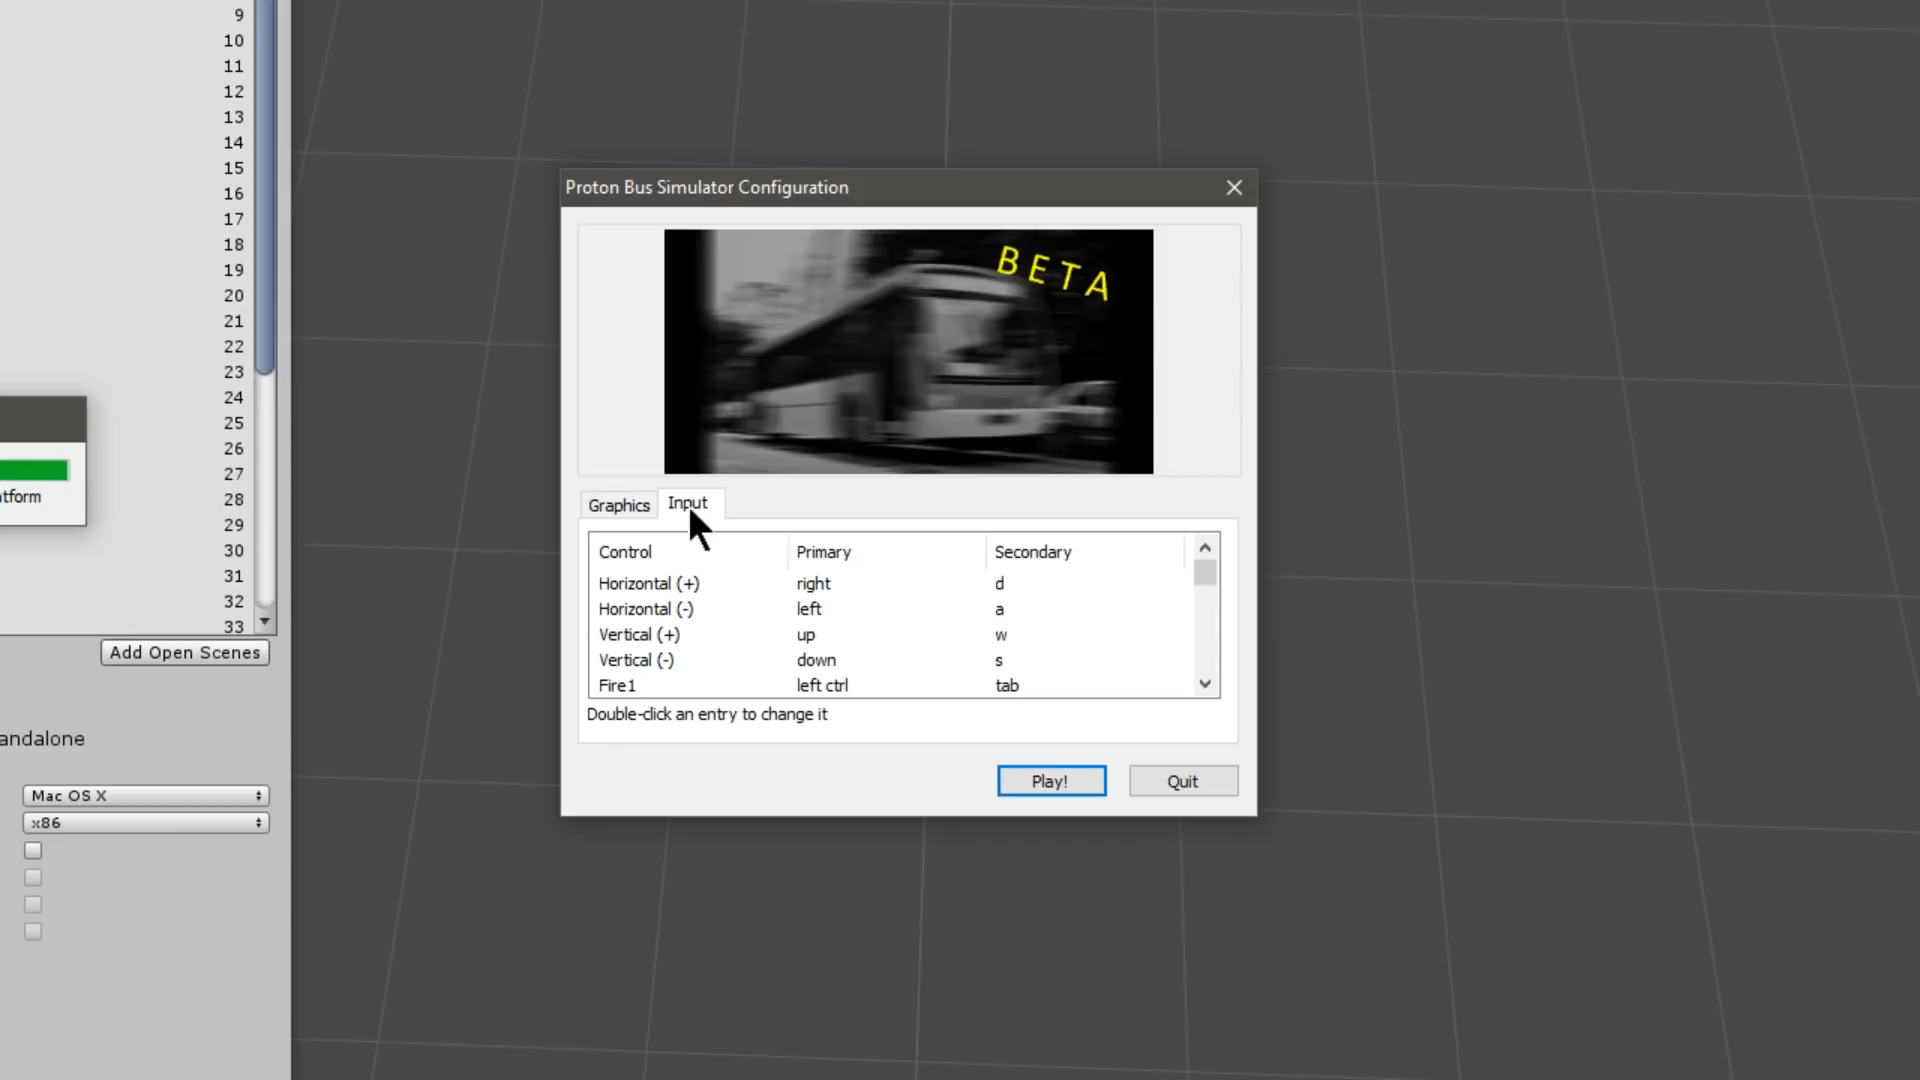 9
10
11
12
13
14
15
16
17
18
19
20
21
22
23
24
25
26
27
28
29
30
31
32
33
tform
Add Open Scenes
andalone
Mac OS X
x86
Proton Bus Simulator Configuration
BETA
Graphics Input
Control Primary Secondary
Horizontal (+) right d
Horizontal (-) left a
Vertical (+) up w
Vertical (-) down s
Fire1 left ctrl tab
Double-click an entry to change it
Play! Quit